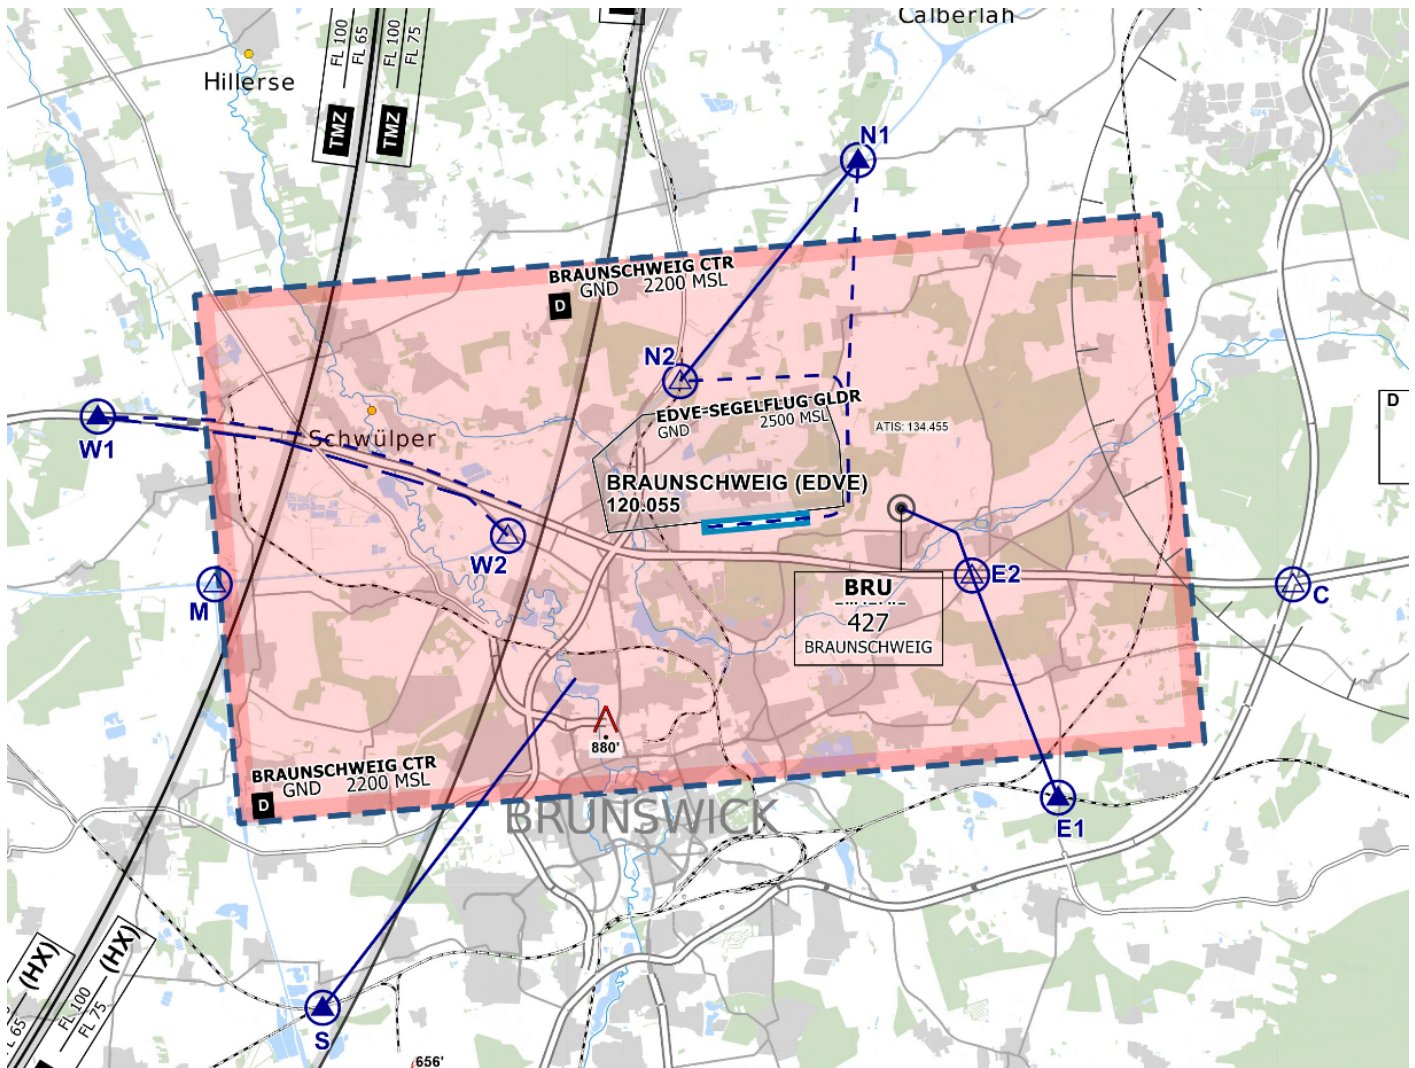 Calberlah
Hillerse
FL 100
FL 65
TMZ
FL 100
FL 75
TMZ
N1
BRAUNSCHWEIG CTR
GND 2200 MSL
D
N2
EDVE-SEGELFLUG GLDR
GND 2500 MSL
ATIS: 134.455
D
W1
Schwülper
BRAUNSCHWEIG (EDVE)
120.055
W2
M
E2
C
BRU
427
BRAUNSCHWEIG
880'
BRAUNSCHWEIG CTR
GND 2200 MSL
D
BRUNSWICK
E1
(HX)
65
(HX)
FL 100
FL 75
S
656'